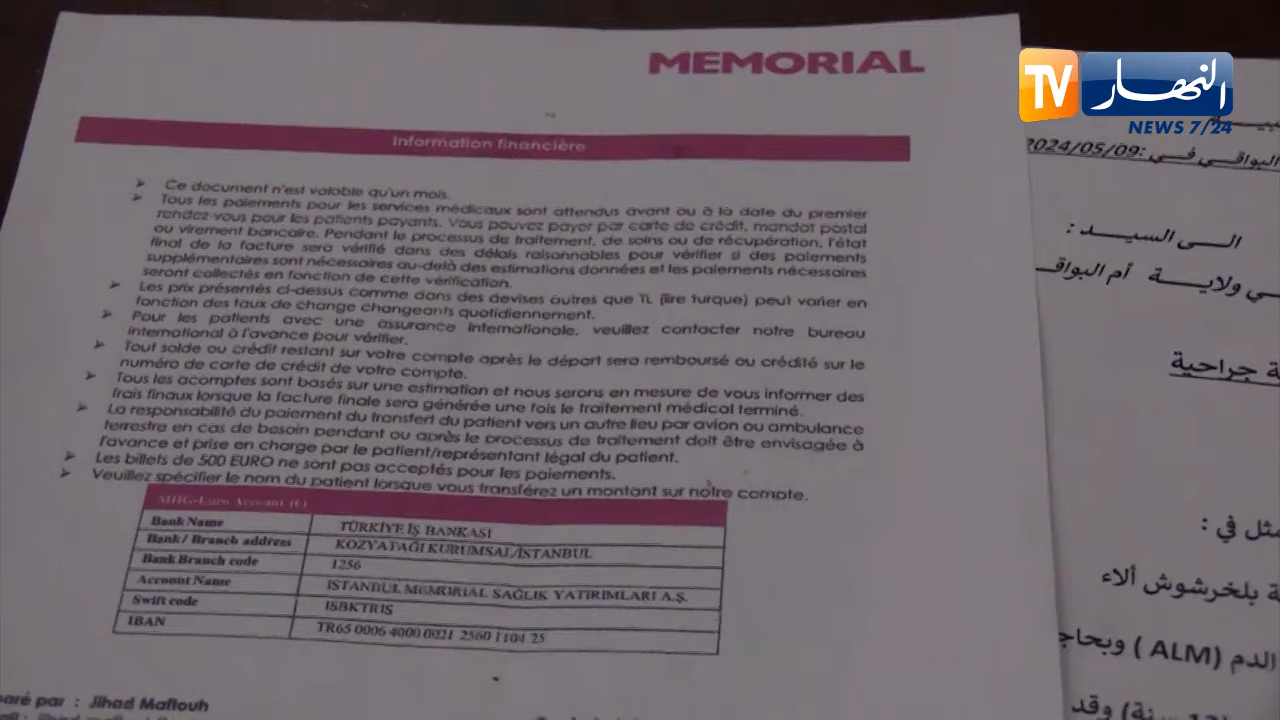 MEMORIAL
Information financière
Ce document n'est valable qu'un mois.
Tous les paiements pour les services médicaux sont attendus avant ou à la date du premier
rendez-vous pour les patients payants. Vous pouvez payer par carte de crédit, mandat postal
ou virement bancaire. Pendant le processus de traitement, de soins ou de récupération, l'état
final de la facture sera vérifié dans des délais raisonnables pour vérifier si des paiements
supplémentaires sont nécessaires au-delà des estimations données et les paiements nécessaires
seront collectés en fonction de cette vérification.
Les prix présentés ci-dessus comme dans des devises autres que TL (lire turque) peut varier en
fonction des taux de change changeants quotidiennement.
Pour les patients avec une assurance internationale, veuillez contacter notre bureau
international à l'avance pour vérifier.
Tout solde ou crédit restant sur votre compte après le départ sera remboursé ou crédité sur le
numéro de carte de crédit de votre compte.
Tous les acomptes sont basés sur une estimation et nous serons en mesure de vous informer des
frais finaux lorsque la facture finale sera générée une fois le traitement médical terminé.
La responsabilité du paiement du transfert du patient vers un autre lieu par avion ou ambulance
terrestre en cas de besoin pendant ou après le processus de traitement doit être envisagée à
l'avance et prise en charge par le patient/représentant légal du patient.
Les billets de 500 EURO ne sont pas acceptés pour les paiements.
Veuillez spécifier le nom du patient lorsque vous transférez un montant sur notre compte.
Account
Bank Name TÜRKİYE İŞ BANKASI
Bank / Branch address KOZYATAĞI KURUMSAL/İSTANBUL
Bank Branch code 1256
Account Name ISTANBUL MEMORIAL SAĞLIK YATIRIMLARI A.Ş.
Swift code ISBKTRIS
IBAN TR65 0006 4000 0021 2560 1104 25
paré par : Jihad Maftouh
TV النهار
NEWS 7/24
البواقي في :2024/05/09
الى السيد :
ي ولاية أم البواقـ
ة جراحية
مثل في :
ة بلخرشوش ألاء
الدم (ALM ) وبحاجـ
سنة) وقد